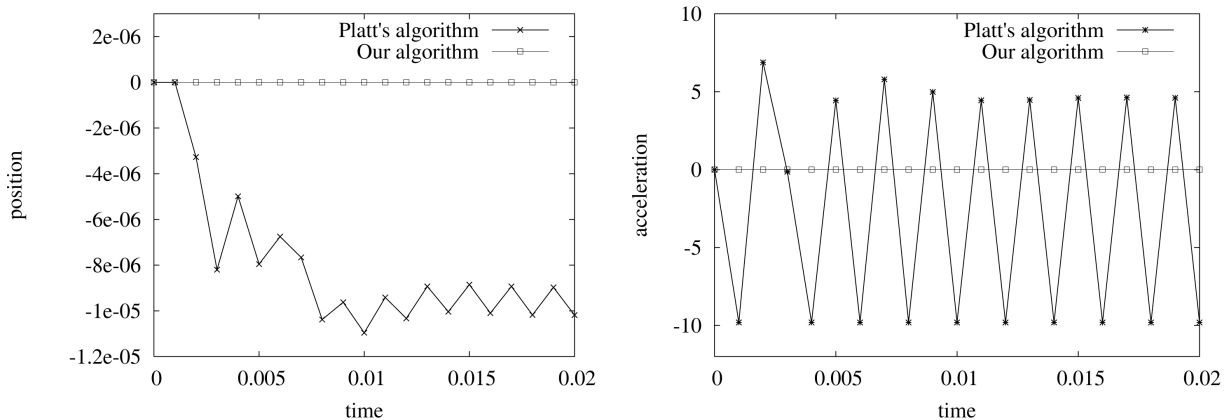 2e-06
0
-2e-06
-4e-06
-6e-06
-8e-06
-1e-05
-1.2e-05
0
0.005
0.01
0.015
0.02
position
time
Platt's algorithm
Our algorithm
10
5
0
-5
-10
0
0.005
0.01
0.015
0.02
acceleration
time
Platt's algorithm
Our algorithm